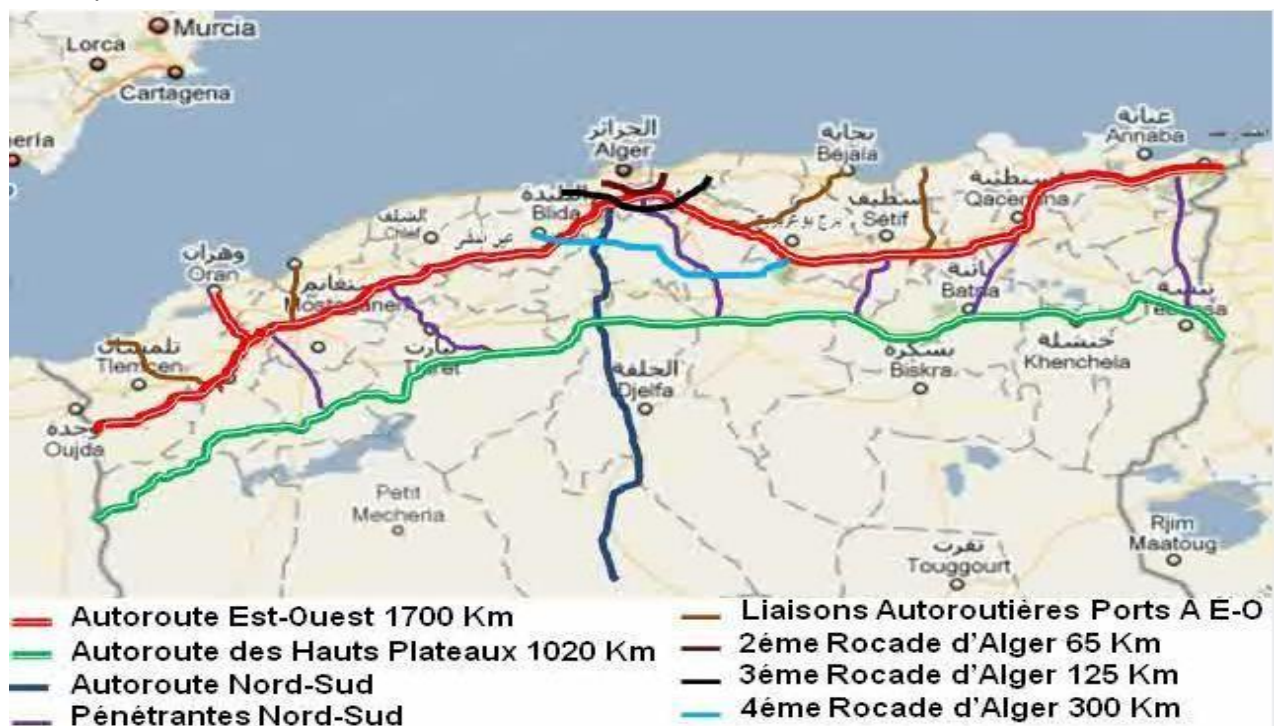 Murcia
Lorca
Cartagena
ería
الجزائر
Alger
بجاية
Bejaia
عنابة
Annaba
Blida
سطيف
Setif
Qacentina
الشلف
Chlef
وهران
Oran
مستغانم
Mostaganem
باتنة
Batna
تبسة
Tebessa
تلمسان
Tlemcen
تيارت
Tiaret
الجلفة
Djelfa
بسكرة
Biskra
خنشلة
Khenchela
وجدة
Oujda
Petit
Mecheria
تقرت
Touggourt
Rjim
Maatoug
Autoroute Est-Ouest 1700 Km
Autoroute des Hauts Plateaux 1020 Km
Autoroute Nord-Sud
Pénétrantes Nord-Sud
Liaisons Autoroutières Ports A E-O
2éme Rocade d'Alger 65 Km
3éme Rocade d'Alger 125 Km
4éme Rocade d'Alger 300 Km